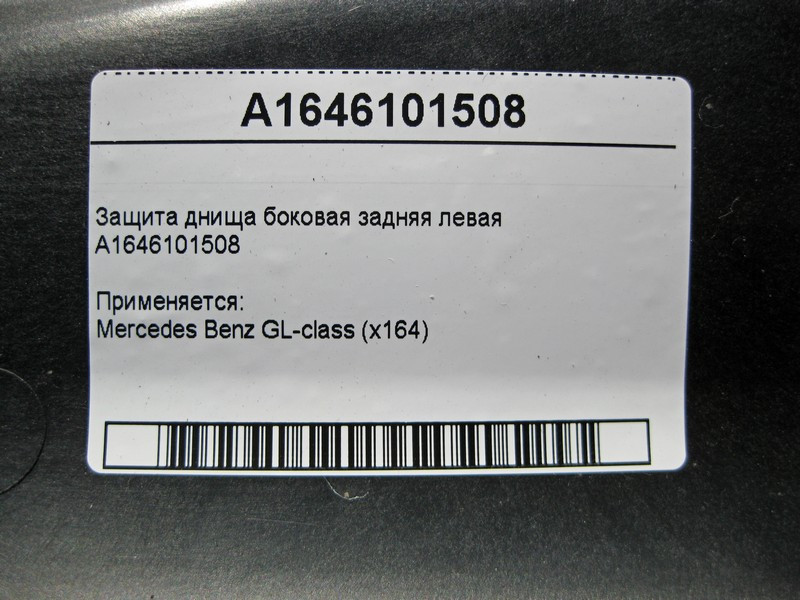 A1646101508
Защита днища боковая задняя левая
A1646101508
Применяется:
Mercedes Benz GL-class (x164)